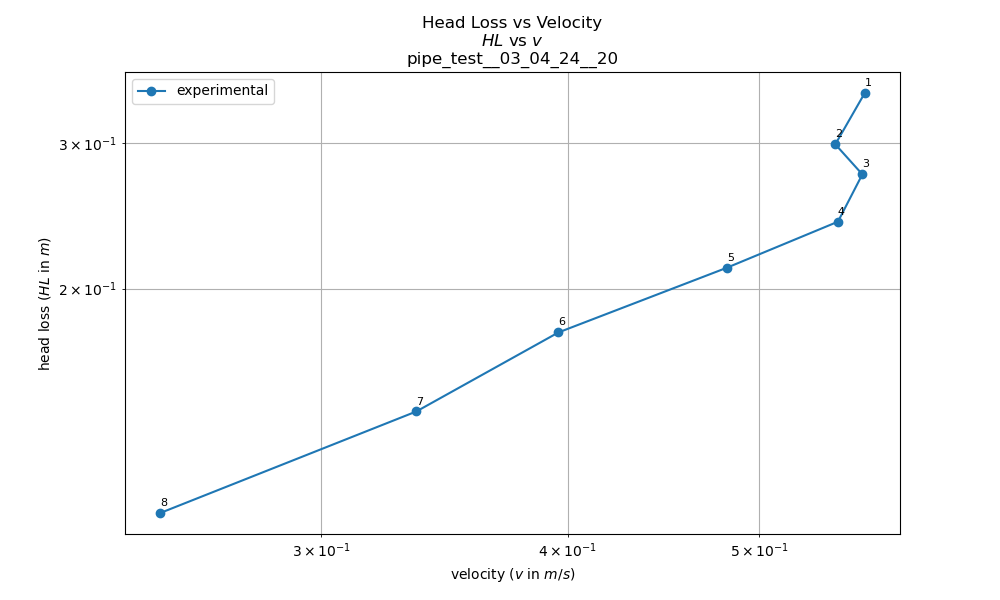 Head Loss vs Velocity
HL vs v
pipe_test__03_04_24__20
experimental
1
2
3
4
5
6
7
8
3 × 10⁻¹
2 × 10⁻¹
head loss (HL in m)
3 × 10⁻¹
4 × 10⁻¹
5 × 10⁻¹
velocity (v in m/s)